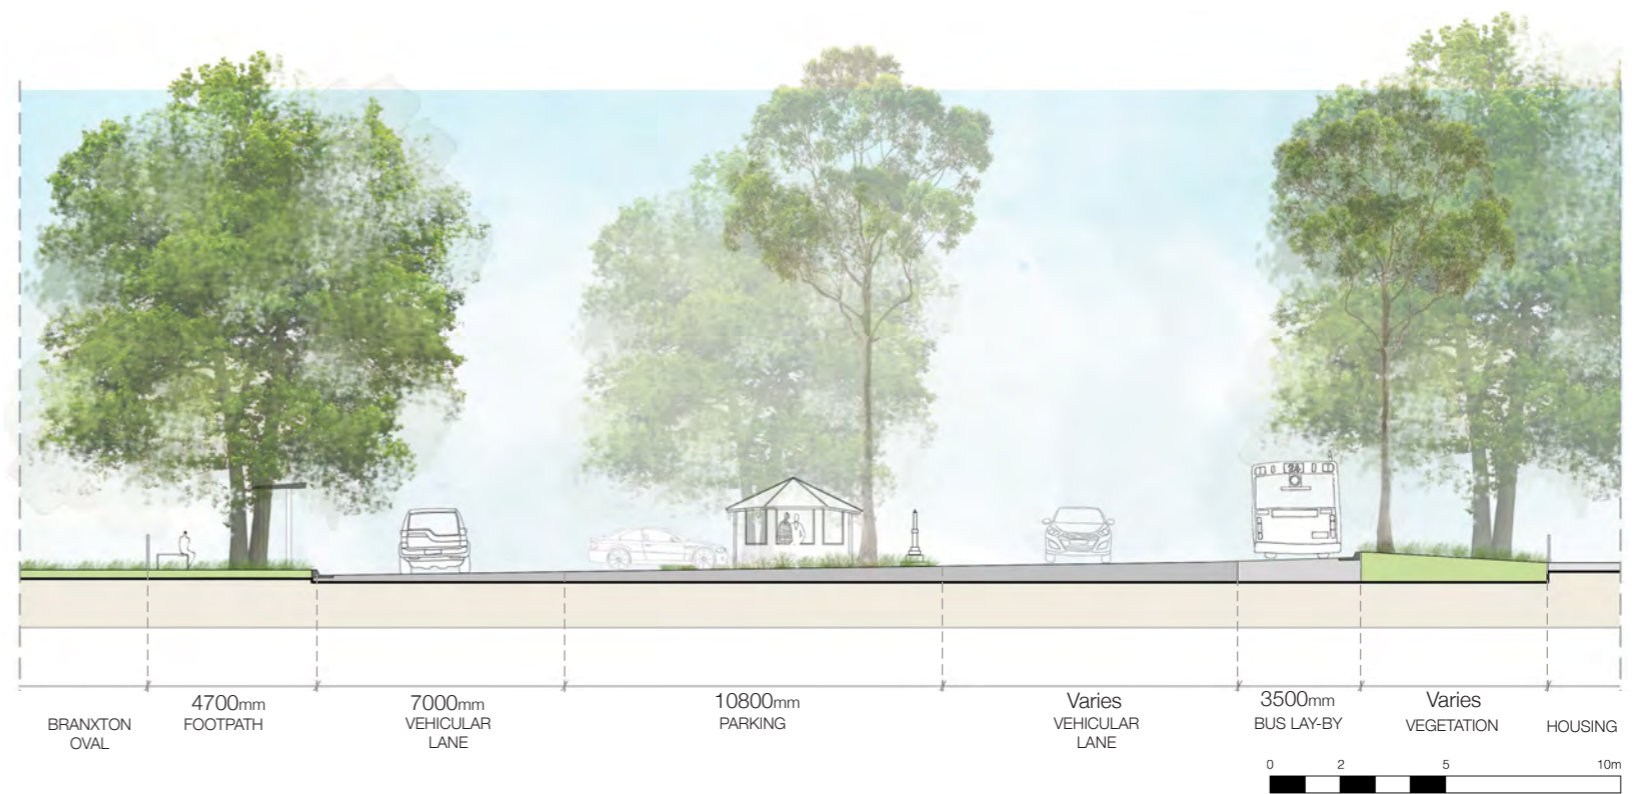 24
4700mm
FOOTPATH
7000mm
VEHICULAR
LANE
10800mm
PARKING
Varies
VEHICULAR
LANE
3500mm
BUS LAY-BY
Varies
VEGETATION
BRANXTON
OVAL
HOUSING
0 2 5 10m